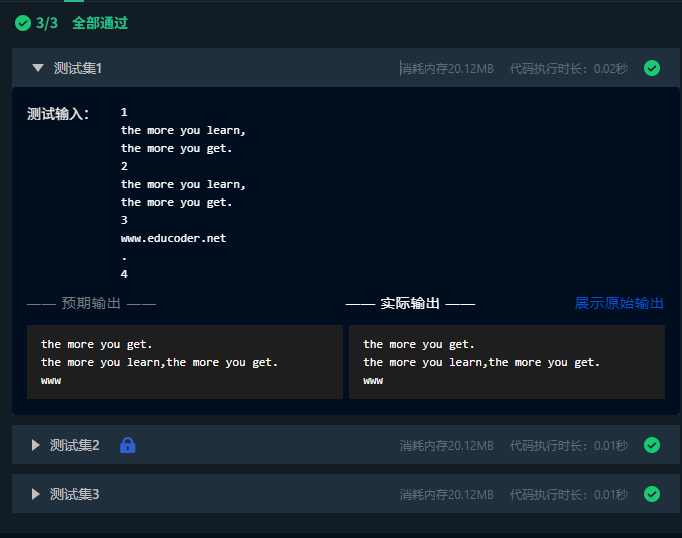 3/3 全部通过
测试集1 消耗内存20.12MB 代码执行时长：0.02秒
测试输入：
1
the more you learn,
the more you get.
2
the more you learn,
the more you get.
3
www.educoder.net
.
4
—— 预期输出 —— —— 实际输出 —— 展示原始输出
the more you get. the more you get.
the more you learn,the more you get. the more you learn,the more you get.
www www
测试集2 消耗内存20.12MB 代码执行时长：0.01秒
测试集3 消耗内存20.12MB 代码执行时长：0.01秒